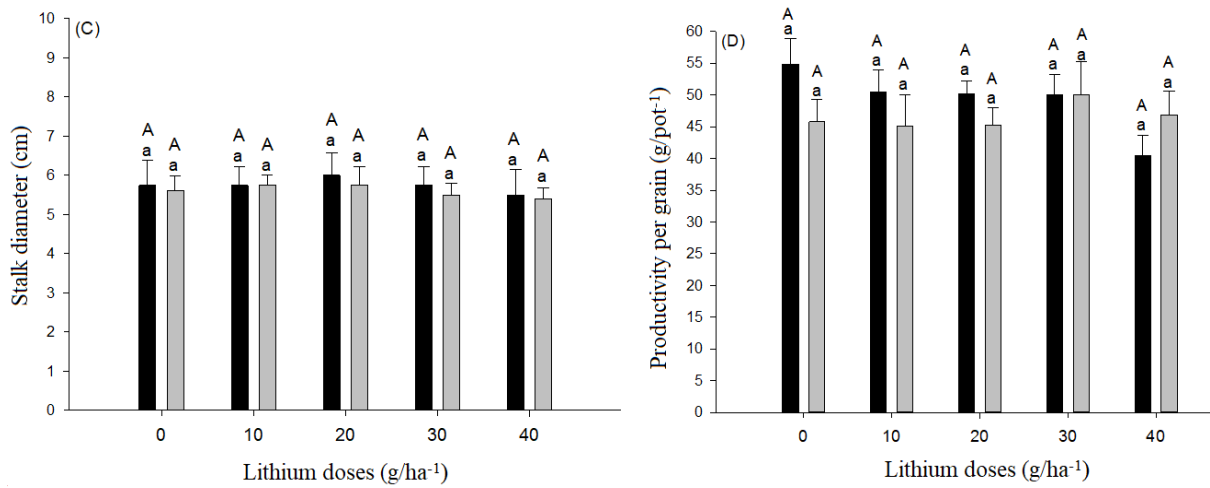 (C)
Stalk diameter (cm)
10
9
8
7
6
5
4
3
2
1
0
A A A A A A A A A A
a a a a a a a a a a
0 10 20 30 40
Lithium doses (g/ha⁻¹)
(D)
Productivity per grain (g/pot⁻¹)
60
55
50
45
40
35
30
25
20
15
10
5
0
A A A A A A A A A A
a a a a a a a a a a
0 10 20 30 40
Lithium doses (g/ha⁻¹)